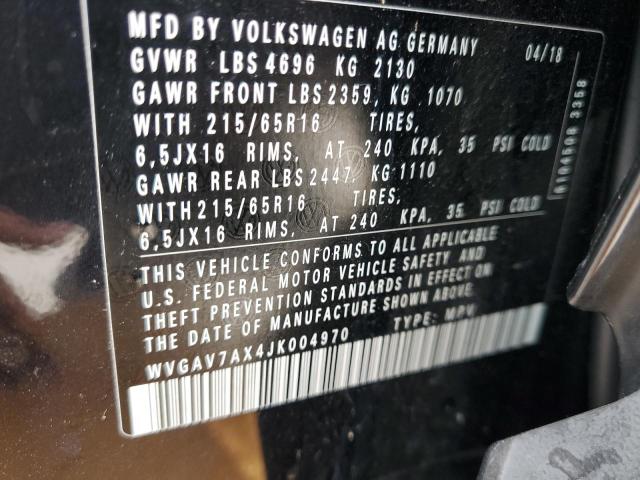 MFD BY VOLKSWAGEN AG GERMANY 04/18
GVWR LBS 4696 KG 2130
GAWR FRONT LBS 2359, KG 1070
WITH 215/65R16 TIRES,
6,5JX16 RIMS, AT 240 KPA, 35 PSI COLD
GAWR REAR LBS 2447, KG 1110
WITH 215/65R16 TIRES,
6,5JX16 RIMS, AT 240 KPA, 35 PSI COLD
THIS VEHICLE CONFORMS TO ALL APPLICABLE
U.S. FEDERAL MOTOR VEHICLE SAFETY AND
THEFT PREVENTION STANDARDS IN EFFECT ON
THE DATE OF MANUFACTURE SHOWN ABOVE.
WVGAV7AX4JK004970 TYPE: MPV
3358